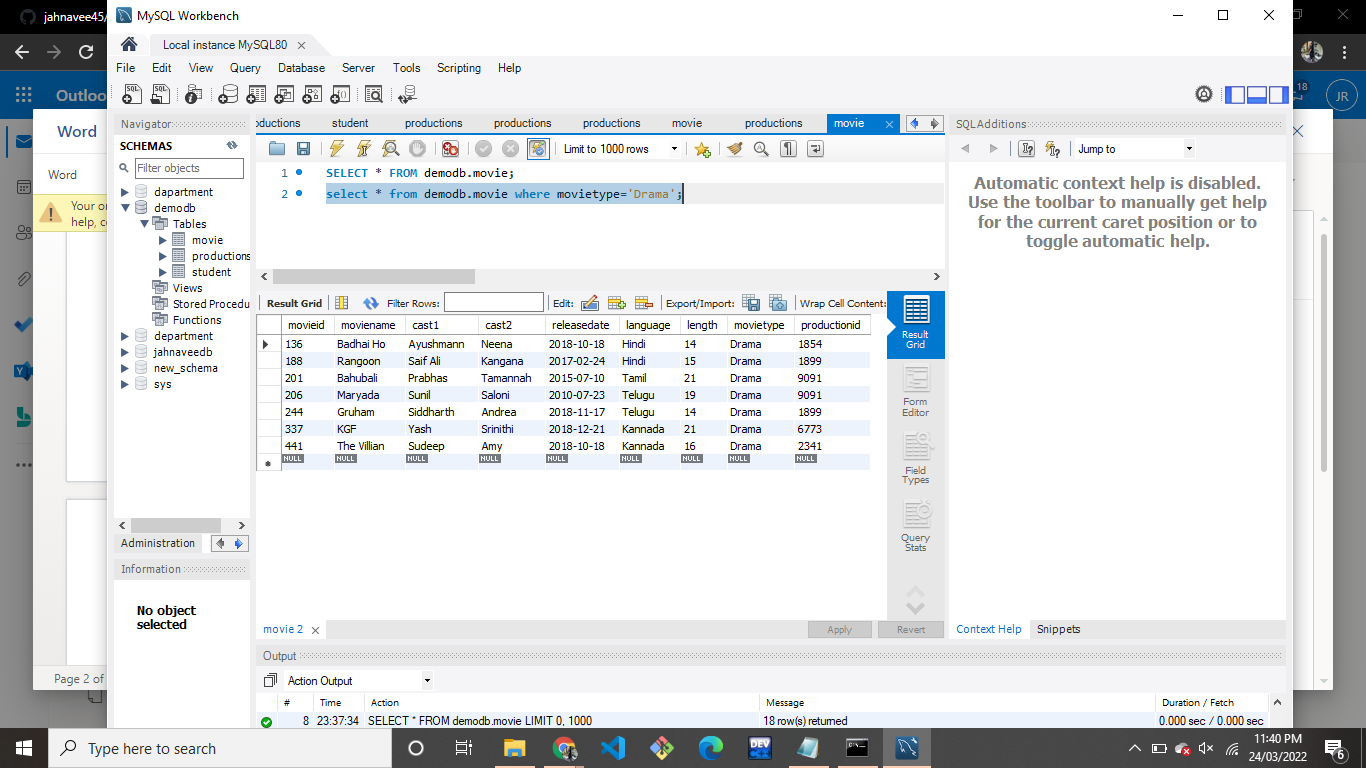 jahnavee45/
MySQL Workbench
Local instance MySQL80
File Edit View Query Database Server Tools Scripting Help
Outloo
18
JR
Word
Word
Your o
help, c
Page 2 of
Navigator
SCHEMAS
Filter objects
dapartment
demodb
Tables
movie
productions
student
Views
Stored Procedu
Functions
department
jahnaveedb
new_schema
sys
Administration
Information
No object
selected
oductions student productions productions productions movie productions movie
Limit to 1000 rows
1 SELECT * FROM demodb.movie;
2 select * from demodb.movie where movietype='Drama';
Result Grid Filter Rows: Edit: Export/Import: Wrap Cell Content:
movieid moviename cast1 cast2 releasedate language length movietype productionid
136 Badhai Ho Ayushmann Neena 2018-10-18 Hindi 14 Drama 1854
188 Rangoon Saif Ali Kangana 2017-02-24 Hindi 15 Drama 1899
201 Bahubali Prabhas Tamannah 2015-07-10 Tamil 21 Drama 9091
206 Maryada Sunil Saloni 2010-07-23 Telugu 19 Drama 9091
244 Gruham Siddharth Andrea 2018-11-17 Telugu 14 Drama 1899
337 KGF Yash Srinithi 2018-12-21 Kannada 21 Drama 6773
441 The Villian Sudeep Amy 2018-10-18 Kannada 16 Drama 2341
NULL NULL NULL NULL NULL NULL NULL NULL NULL
Result
Grid
Form
Editor
Field
Types
Query
Stats
movie 2
Apply Revert
SQLAdditions
Jump to
Automatic context help is disabled.
Use the toolbar to manually get help
for the current caret position or to
toggle automatic help.
Context Help Snippets
Output
Action Output
# Time Action Message Duration / Fetch
8 23:37:34 SELECT * FROM demodb.movie LIMIT 0, 1000 18 row(s) returned 0.000 sec / 0.000 sec
Type here to search
DEV
11:40 PM
24/03/2022
6